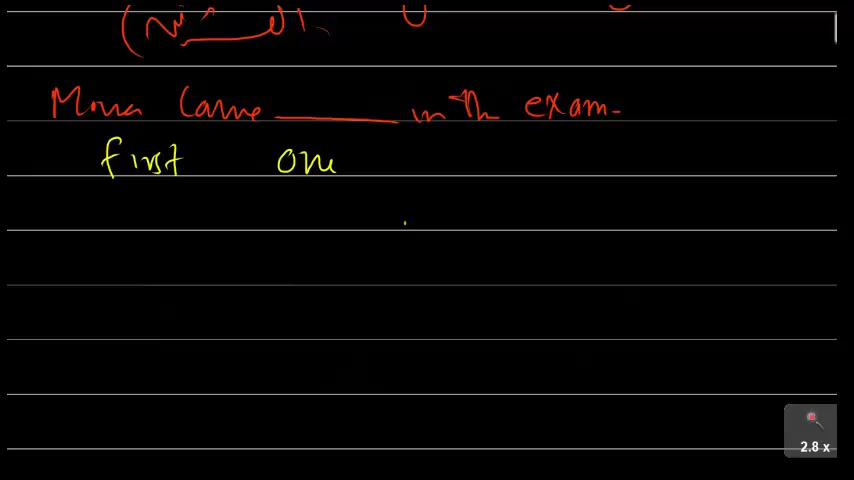 Mona came ______ in the exam.
first one
2.8 x